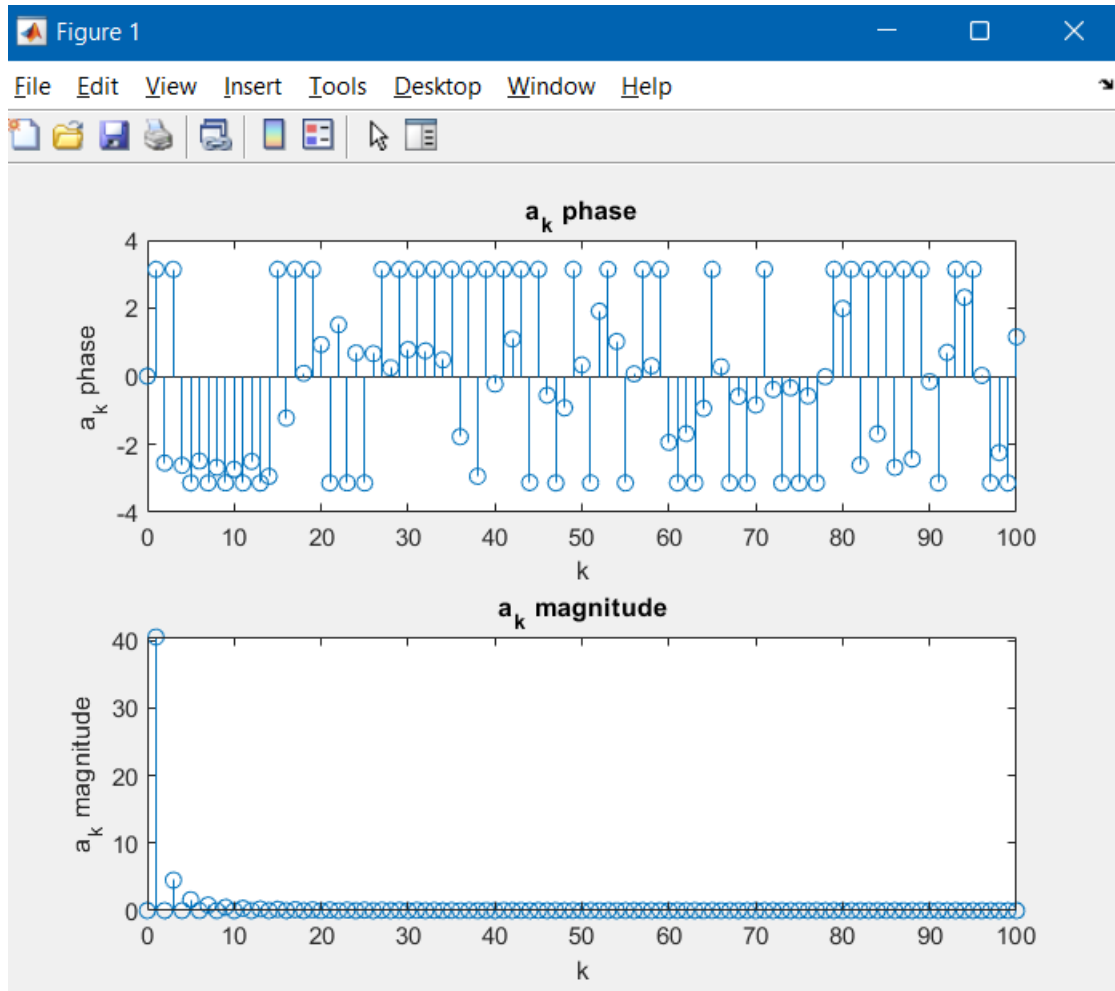 Figure 1
File Edit View Insert Tools Desktop Window Help
a_k phase
4
2
0
-2
-4
a_k phase
0 10 20 30 40 50 60 70 80 90 100
k
a_k magnitude
40
30
20
10
0
a_k magnitude
0 10 20 30 40 50 60 70 80 90 100
k